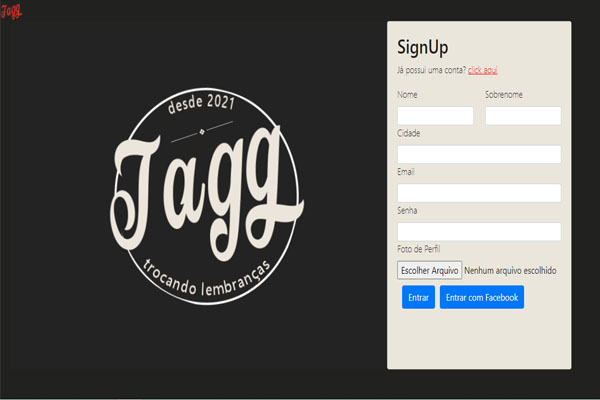 Tagg
desde 2021
Tagg
trocando lembranças
SignUp
Já possui uma conta? click aqui
Nome Sobrenome
Cidade
Email
Senha
Foto de Perfil
Escolher Arquivo Nenhum arquivo escolhido
Entrar Entrar com Facebook